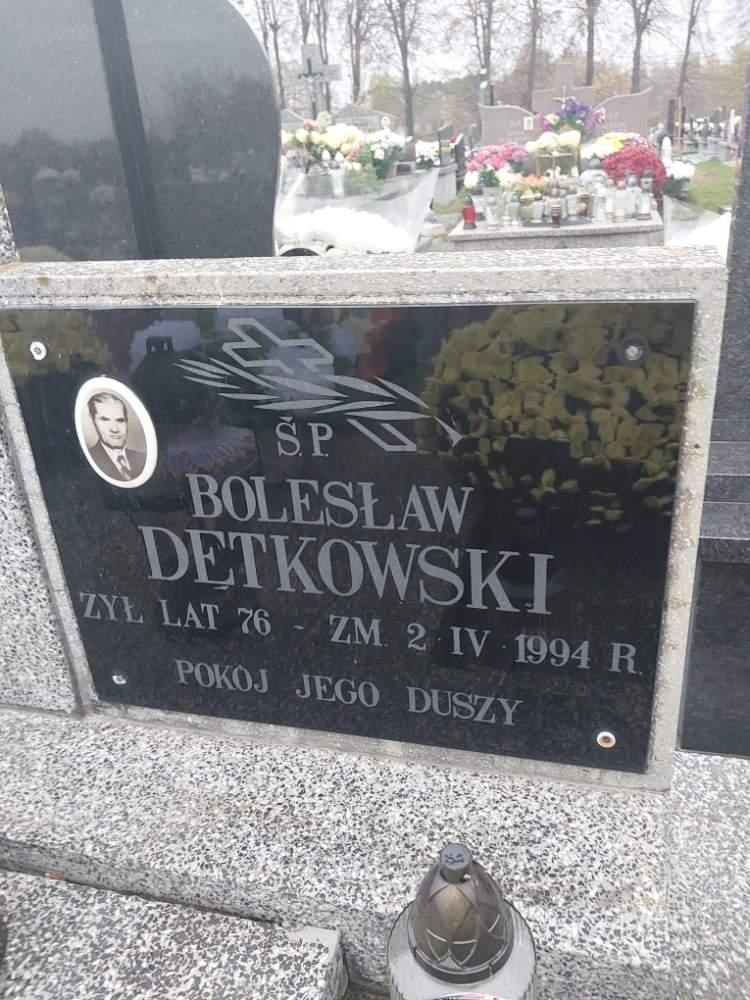 Ś.P.
BOLESŁAW
DĘTKOWSKI
ŻYŁ LAT 76 - ZM. 2 IV 1994 R.
POKÓJ JEGO DUSZY